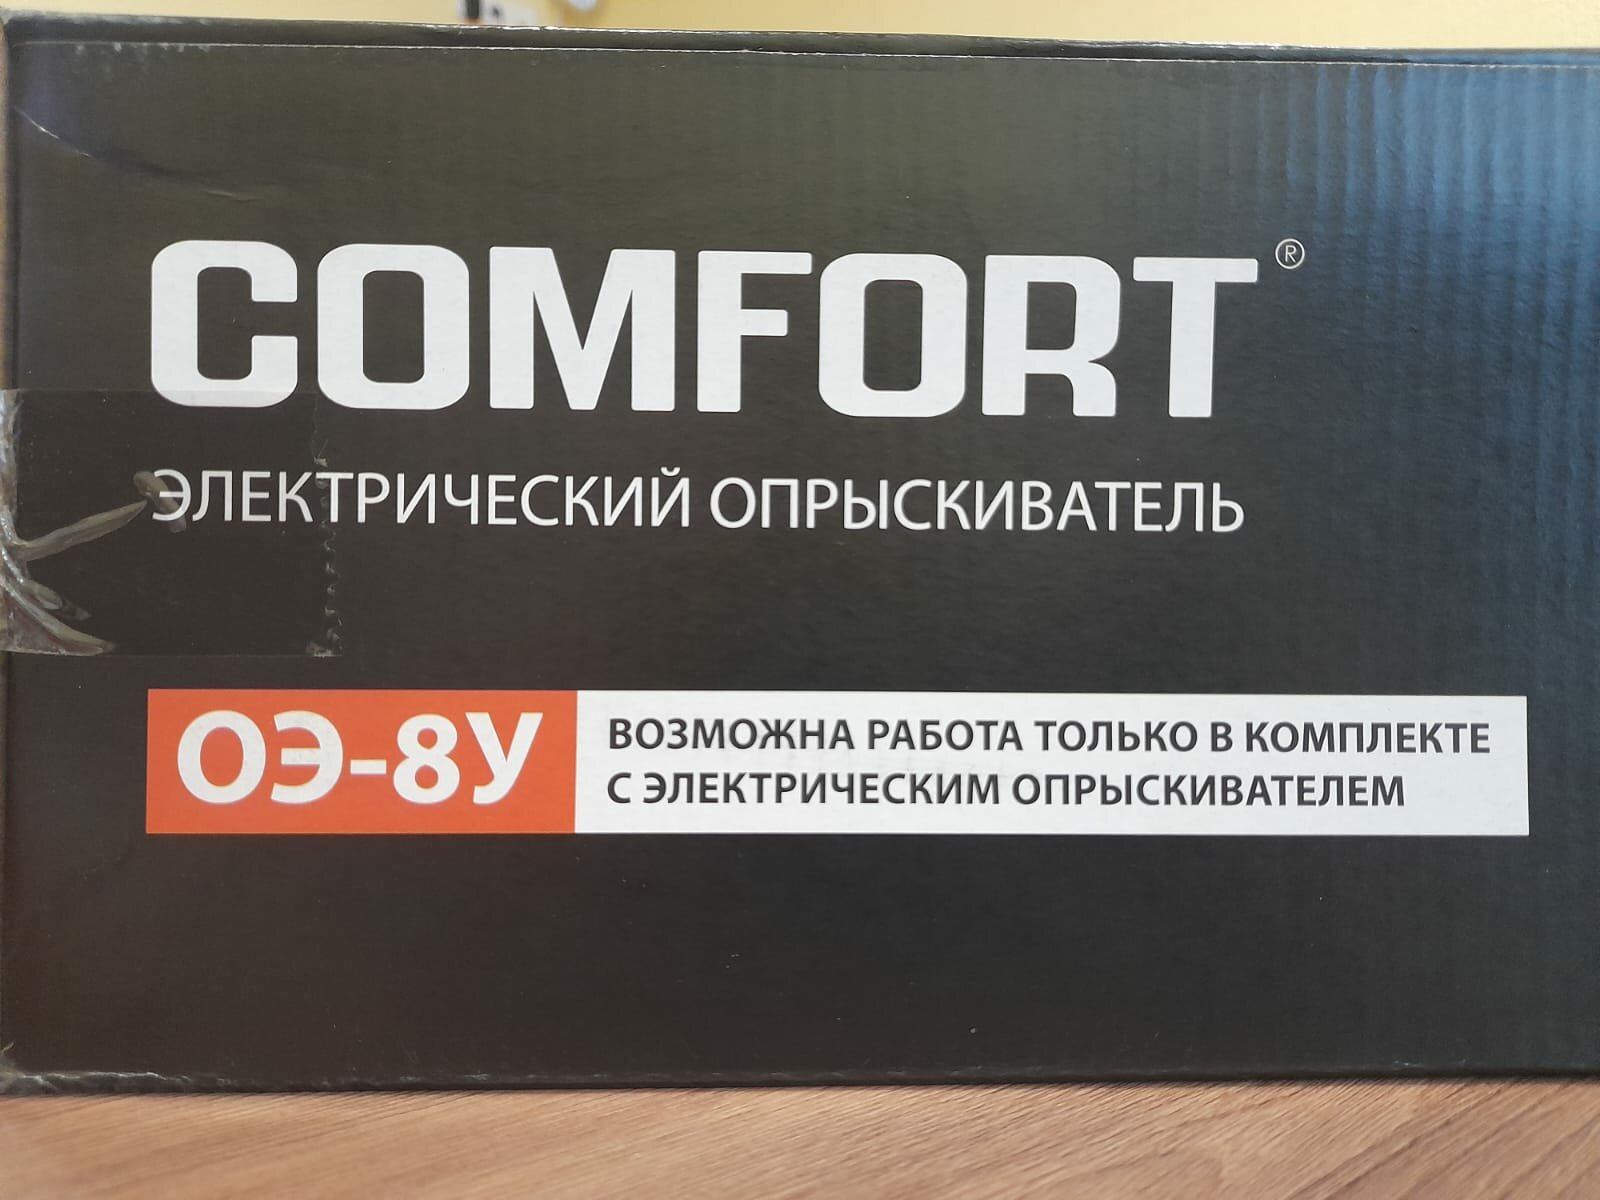 COMFORT®
ЭЛЕКТРИЧЕСКИЙ ОПРЫСКИВАТЕЛЬ
ОЭ-8У
ВОЗМОЖНА РАБОТА ТОЛЬКО В КОМПЛЕКТЕ
С ЭЛЕКТРИЧЕСКИМ ОПРЫСКИВАТЕЛЕМ